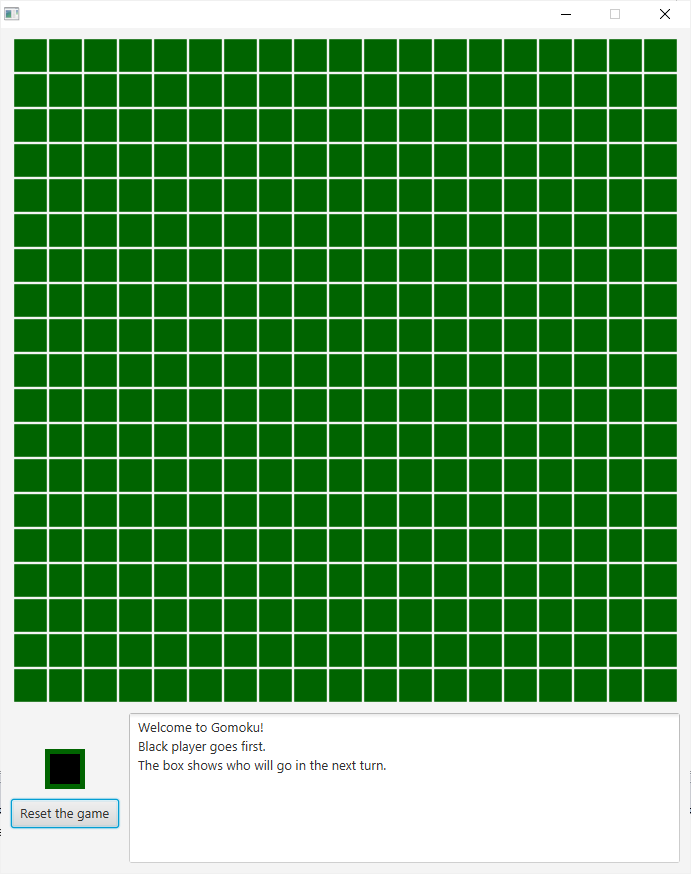 Welcome to Gomoku!
Black player goes first.
The box shows who will go in the next turn.
Reset the game